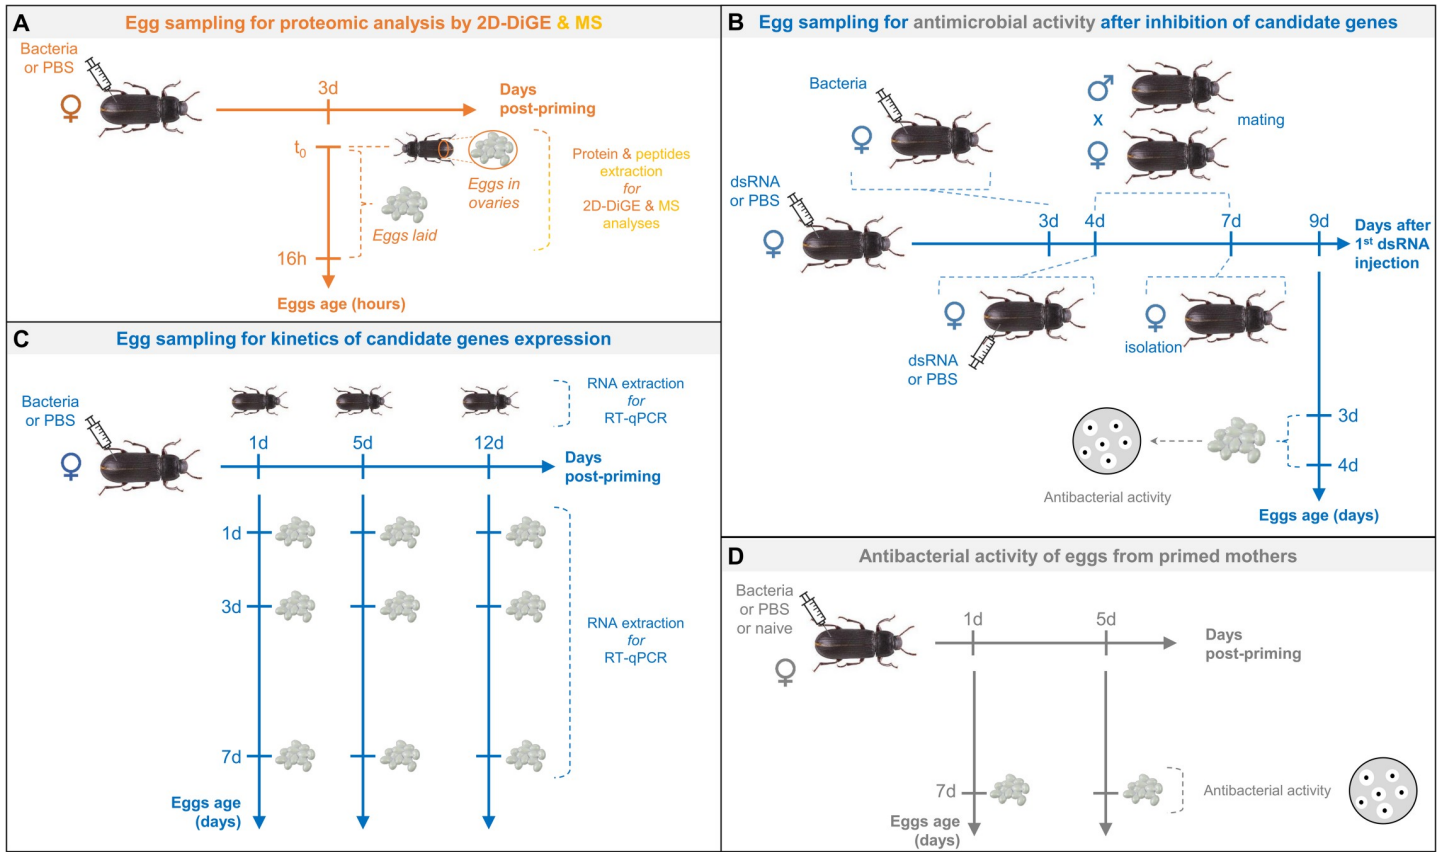 A
Egg sampling for proteomic analysis by 2D-DiGE & MS
Bacteria
or PBS
♀
3d
Days
post-priming
t0
Eggs in
ovaries
Eggs laid
16h
Eggs age (hours)
Protein & peptides
extraction
for
2D-DiGE & MS
analyses
B
Egg sampling for antimicrobial activity after inhibition of candidate genes
Bacteria
♀
♂
x
♀
mating
dsRNA
or PBS
♀
3d
4d
7d
9d
Days after
1st dsRNA
injection
♀
dsRNA
or PBS
♀
isolation
3d
4d
Antibacterial activity
Eggs age (days)
C
Egg sampling for kinetics of candidate genes expression
Bacteria
or PBS
♀
RNA extraction
for
RT-qPCR
1d
5d
12d
Days
post-priming
1d
3d
7d
RNA extraction
for
RT-qPCR
Eggs age
(days)
D
Antibacterial activity of eggs from primed mothers
Bacteria
or PBS
or naive
♀
1d
5d
Days
post-priming
7d
Antibacterial activity
Eggs age
(days)